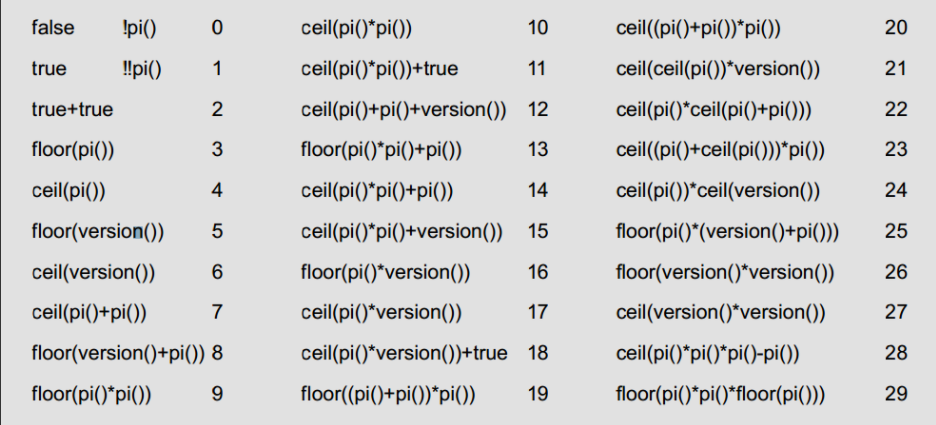 false !pi() 0 ceil(pi()*pi()) 10 ceil((pi()+pi())*pi()) 20
true !!pi() 1 ceil(pi()*pi())+true 11 ceil(ceil(pi())*version()) 21
true+true 2 ceil(pi()+pi()+version()) 12 ceil(pi()*ceil(pi()+pi())) 22
floor(pi()) 3 floor(pi()*pi()+pi()) 13 ceil((pi()+ceil(pi()))*pi()) 23
ceil(pi()) 4 ceil(pi()*pi()+pi()) 14 ceil(pi())*ceil(version()) 24
floor(version()) 5 ceil(pi()*pi()+version()) 15 floor(pi()*(version()+pi())) 25
ceil(version()) 6 floor(pi()*version()) 16 floor(version()*version()) 26
ceil(pi()+pi()) 7 ceil(pi()*version()) 17 ceil(version()*version()) 27
floor(version()+pi()) 8 ceil(pi()*version())+true 18 ceil(pi()*pi()*pi()-pi()) 28
floor(pi()*pi()) 9 floor((pi()+pi())*pi()) 19 floor(pi()*pi()*floor(pi())) 29